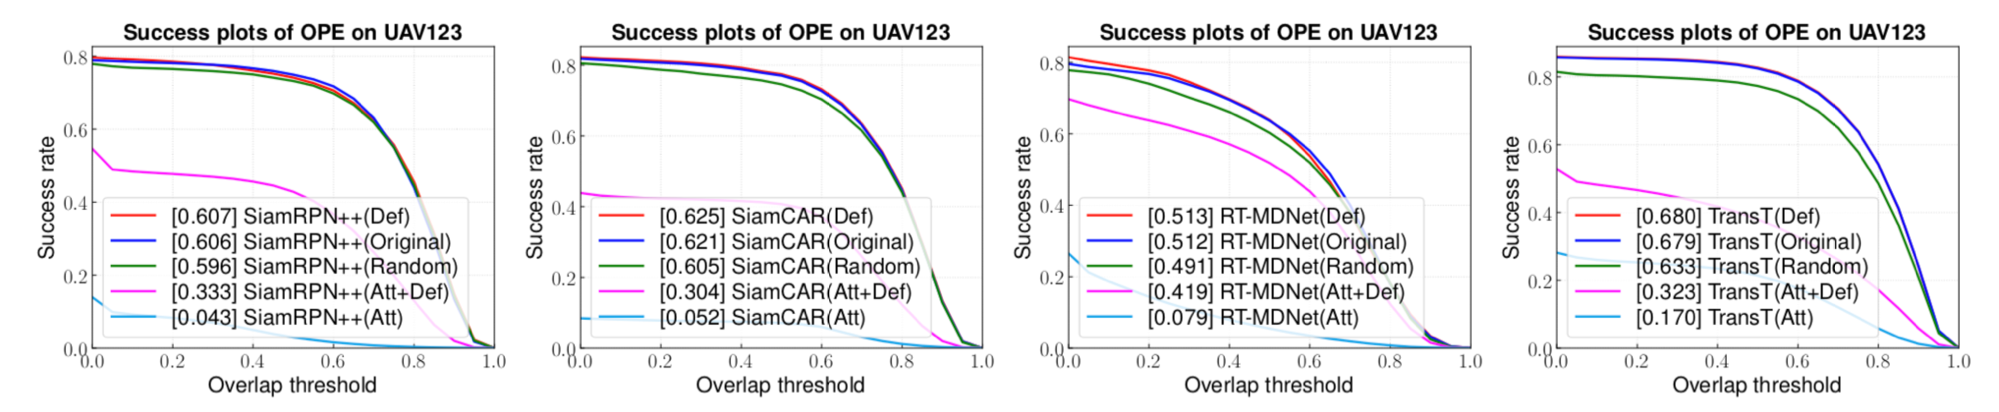 Success plots of OPE on UAV123
Success rate
0.8
0.6
0.4
0.2
0.0
[0.607] SiamRPN++(Def)
[0.606] SiamRPN++(Original)
[0.596] SiamRPN++(Random)
[0.333] SiamRPN++(Att+Def)
[0.043] SiamRPN++(Att)
0.0 0.2 0.4 0.6 0.8 1.0
Overlap threshold
Success plots of OPE on UAV123
Success rate
0.8
0.6
0.4
0.2
0.0
[0.625] SiamCAR(Def)
[0.621] SiamCAR(Original)
[0.605] SiamCAR(Random)
[0.304] SiamCAR(Att+Def)
[0.052] SiamCAR(Att)
0.0 0.2 0.4 0.6 0.8 1.0
Overlap threshold
Success plots of OPE on UAV123
Success rate
0.8
0.6
0.4
0.2
0.0
[0.513] RT-MDNet(Def)
[0.512] RT-MDNet(Original)
[0.491] RT-MDNet(Random)
[0.419] RT-MDNet(Att+Def)
[0.079] RT-MDNet(Att)
0.0 0.2 0.4 0.6 0.8 1.0
Overlap threshold
Success plots of OPE on UAV123
Success rate
0.8
0.6
0.4
0.2
0.0
[0.680] TransT(Def)
[0.679] TransT(Original)
[0.633] TransT(Random)
[0.323] TransT(Att+Def)
[0.170] TransT(Att)
0.0 0.2 0.4 0.6 0.8 1.0
Overlap threshold